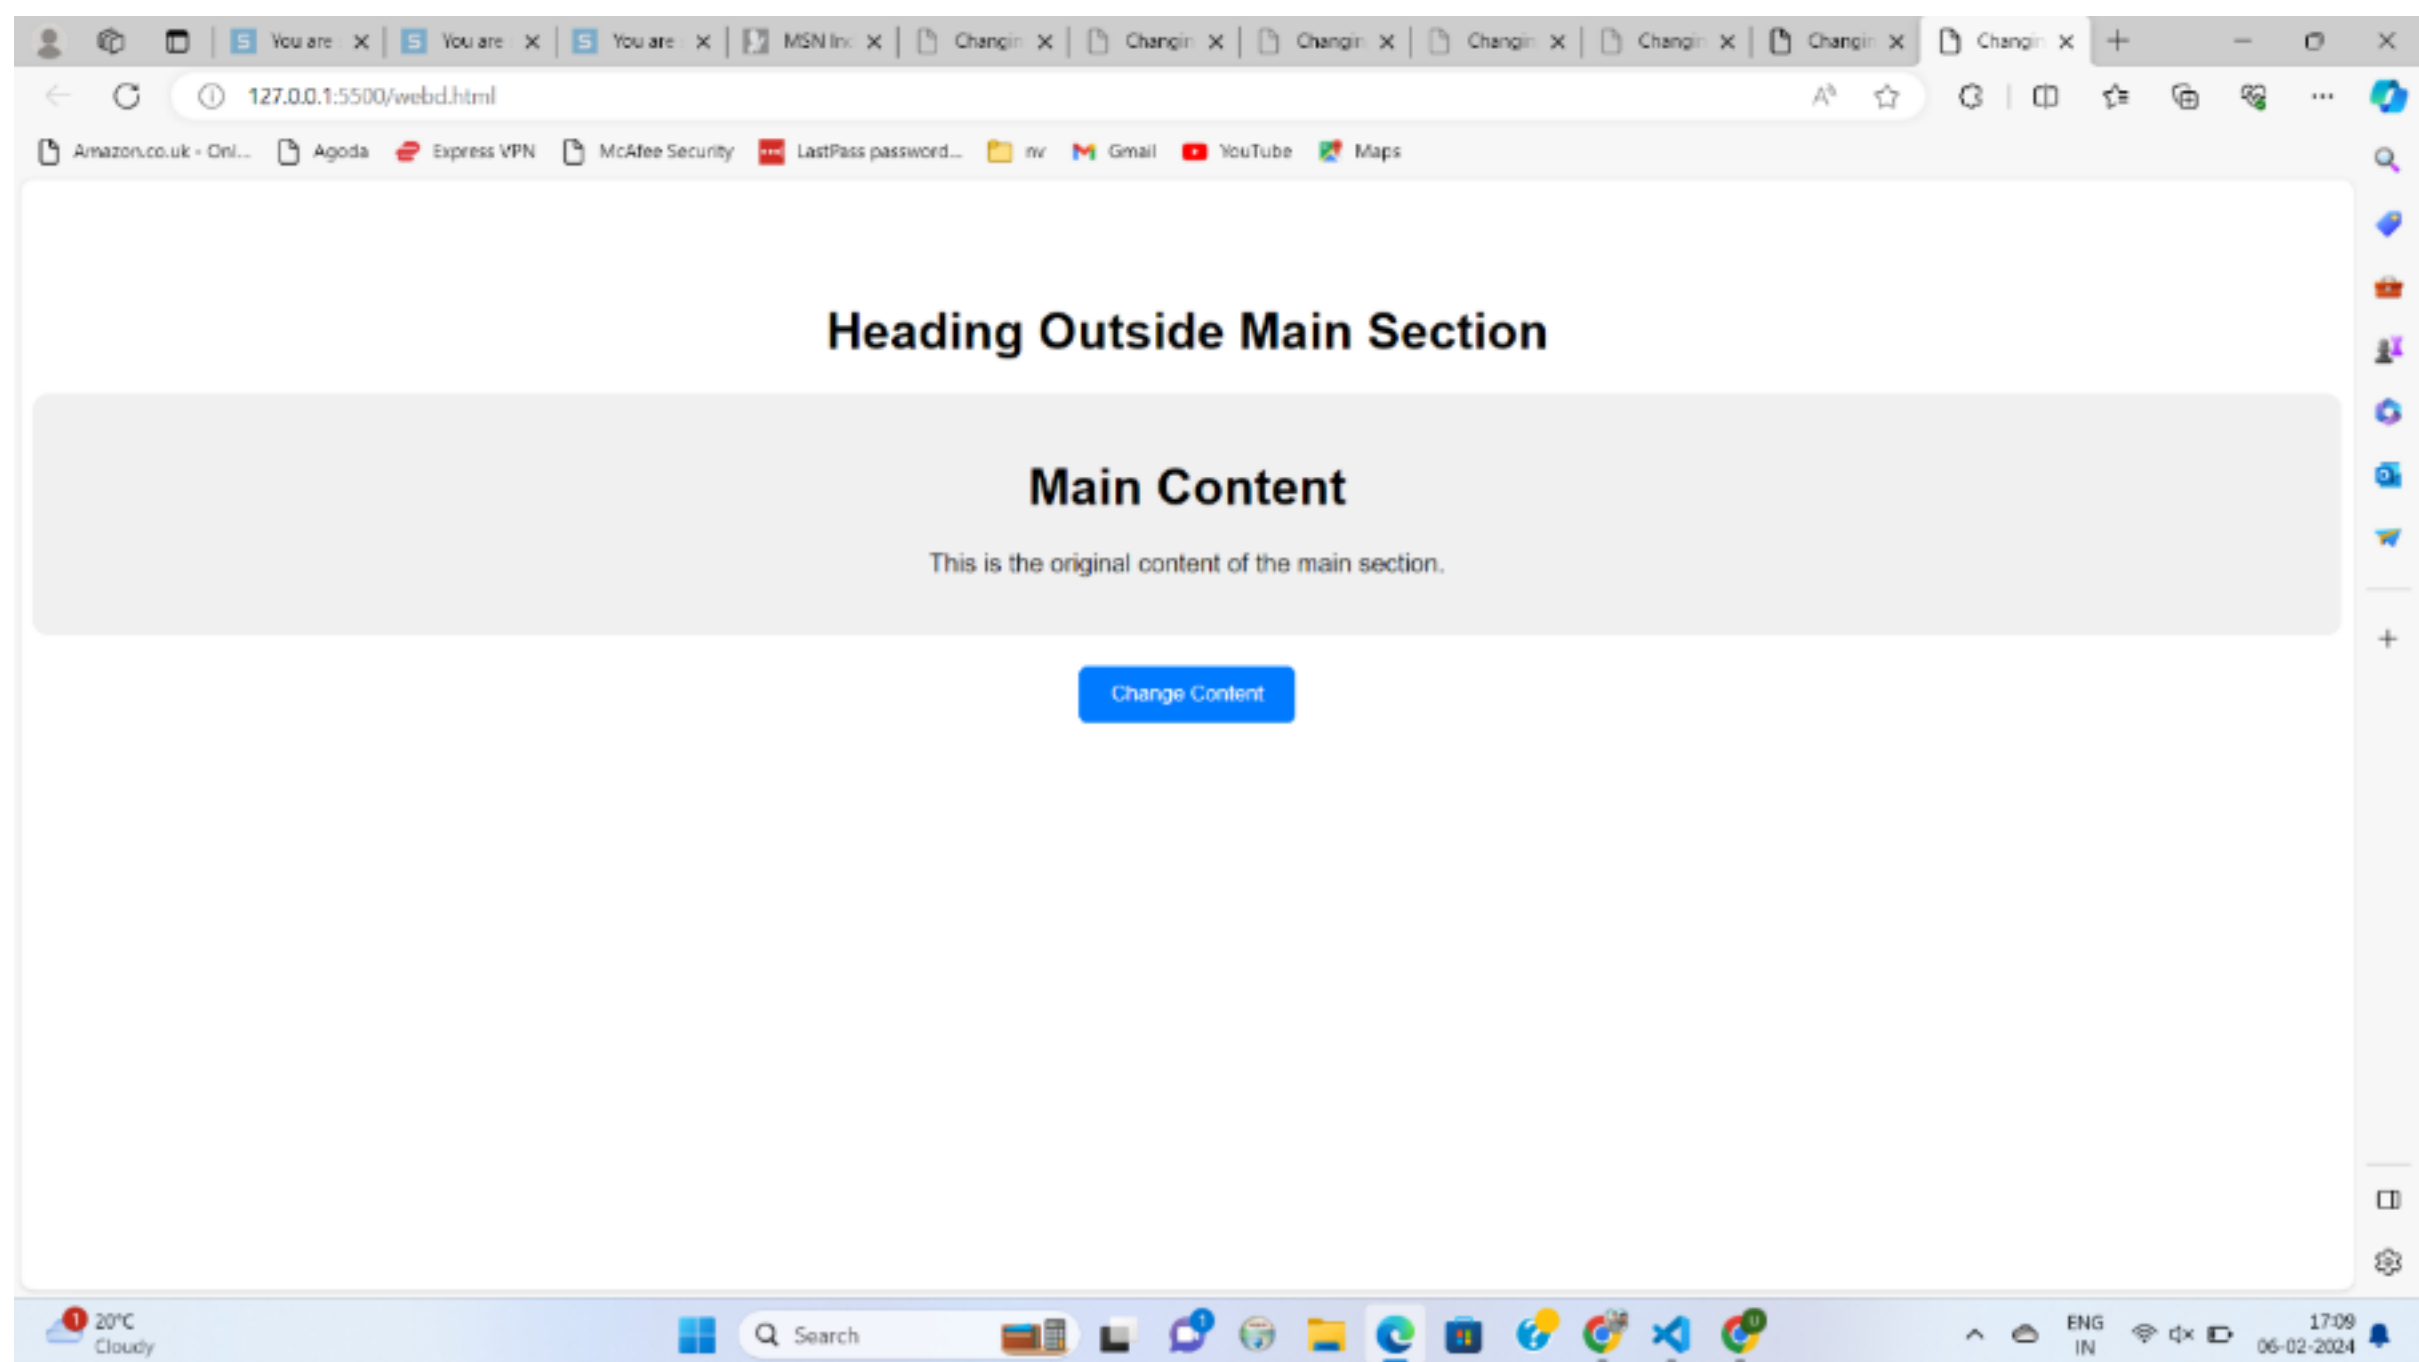 You are
You are
You are
MSN In
Changin
Changin
Changin
Changin
Changin
Changin
Changin
127.0.0.1:5500/webd.html
Amazon.co.uk - Onl...
Agoda
Express VPN
McAfee Security
LastPass password...
nv
Gmail
YouTube
Maps
Heading Outside Main Section
Main Content
This is the original content of the main section.
Change Content
1
20°C
Cloudy
Search
1
U
ENG
IN
17:09
06-02-2024